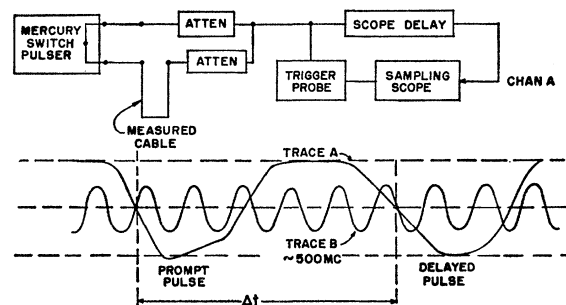 MERCURY
SWITCH
PULSER
ATTEN
ATTEN
SCOPE DELAY
TRIGGER
PROBE
SAMPLING
SCOPE
CHAN A
MEASURED
CABLE
TRACE A
TRACE B
~500MC
PROMPT
PULSE
DELAYED
PULSE
Δt